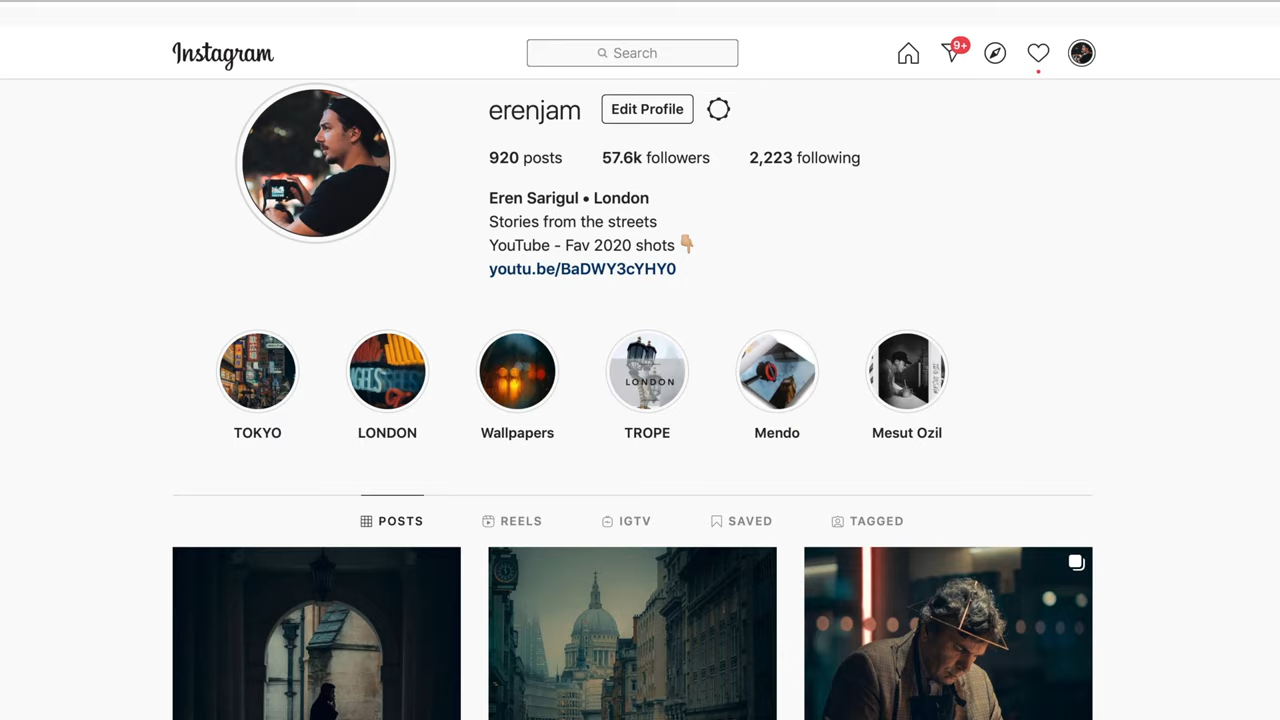 Instagram
Search
9+
erenjam Edit Profile
920 posts 57.6k followers 2,223 following
Eren Sarigul • London
Stories from the streets
YouTube - Fav 2020 shots 👇🏼
youtu.be/BaDWY3cYHY0
LONDON
TOKYO LONDON Wallpapers TROPE Mendo Mesut Ozil
POSTS REELS IGTV SAVED TAGGED